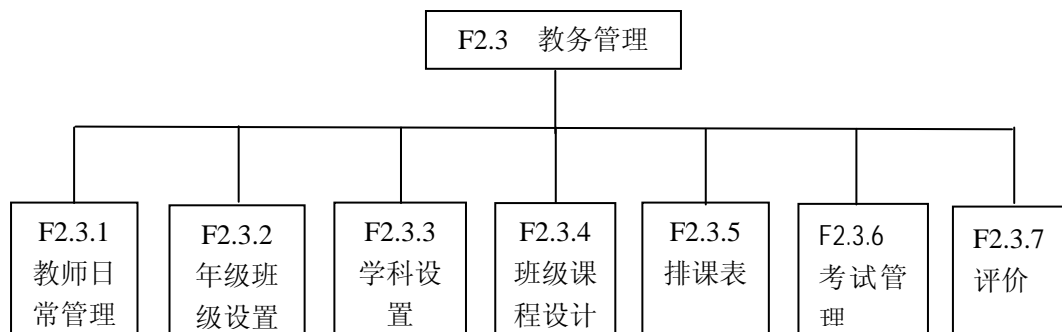 F2.3 教务管理
F2.3.1
教师日
常管理
F2.3.2
年级班
级设置
F2.3.3
学科设
置
F2.3.4
班级课
程设计
F2.3.5
排课表
F2.3.6
考试管
理
F2.3.7
评价